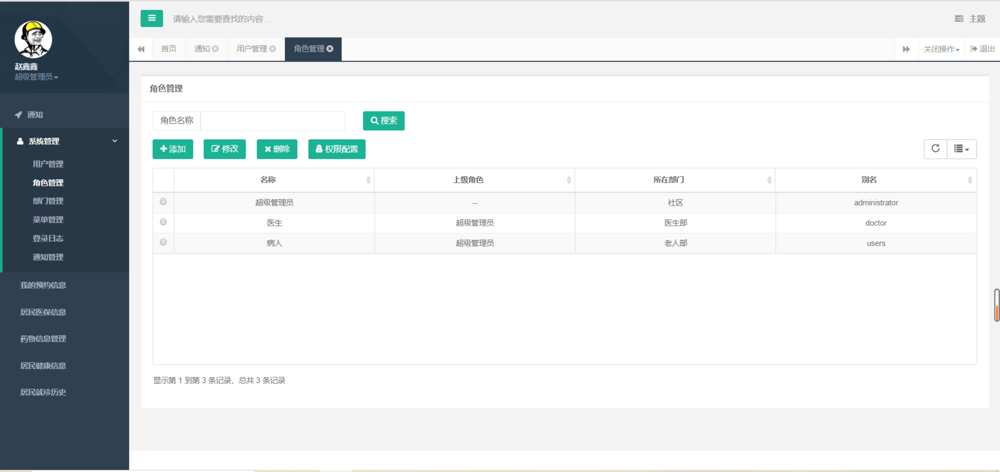 赵鑫鑫
超级管理员
通知
系统管理
用户管理
角色管理
部门管理
菜单管理
登录日志
通知管理
我的预约信息
居民医保信息
药物信息管理
居民健康信息
居民就诊历史
请输入您需要查找的内容 ...
主题
首页 通知 用户管理 角色管理 关闭操作 退出
角色管理
角色名称 搜索
添加 修改 删除 权限配置
名称 上级角色 所在部门 别名
超级管理员 -- 社区 administrator
医生 超级管理员 医生部 doctor
病人 超级管理员 老人部 users
显示第 1 到第 3 条记录，总共 3 条记录